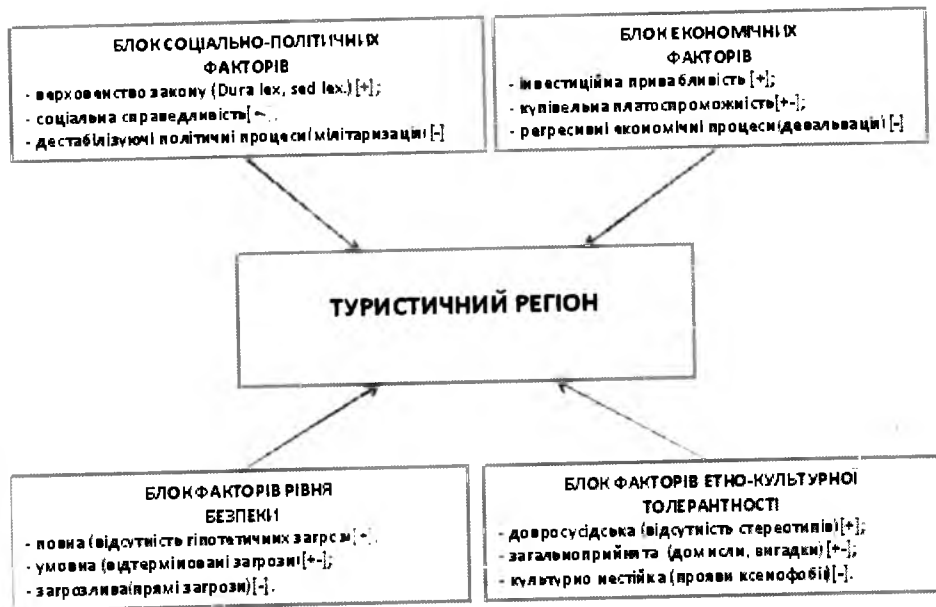 БЛОК СОЦІАЛЬНО-ПОЛІТИЧНИХ
ФАКТОРІВ
- верховенство закону (Dura lex, sed lex.) [+];
- соціальна справедливість
- дестабілізуючі політичні процеси (мілітаризація) [-]
БЛОК ЕКОНОМІЧНИХ
ФАКТОРІВ
- інвестиційна привабливість [+];
- купівельна платоспроможність [+-];
- регресивні економічні процеси (девальвація) [-]
ТУРИСТИЧНИЙ РЕГІОН
БЛОК ФАКТОРІВ РІВНЯ
БЕЗПЕКИ
- повна (відсутність гіпотетичних загроз) [+],
- умовна (відтерміновані загрози) [+-];
- загрозлива (прямі загрози) [-].
БЛОК ФАКТОРІВ ЕТНО-КУЛЬТУРНОЇ
ТОЛЕРАНТНОСТІ
- добросусідська (відсутність стереотипів) [+];
- загальноприйнята (домисли, вигадки) [+-];
- культурно нестійка (прояви ксенофобії) [-].